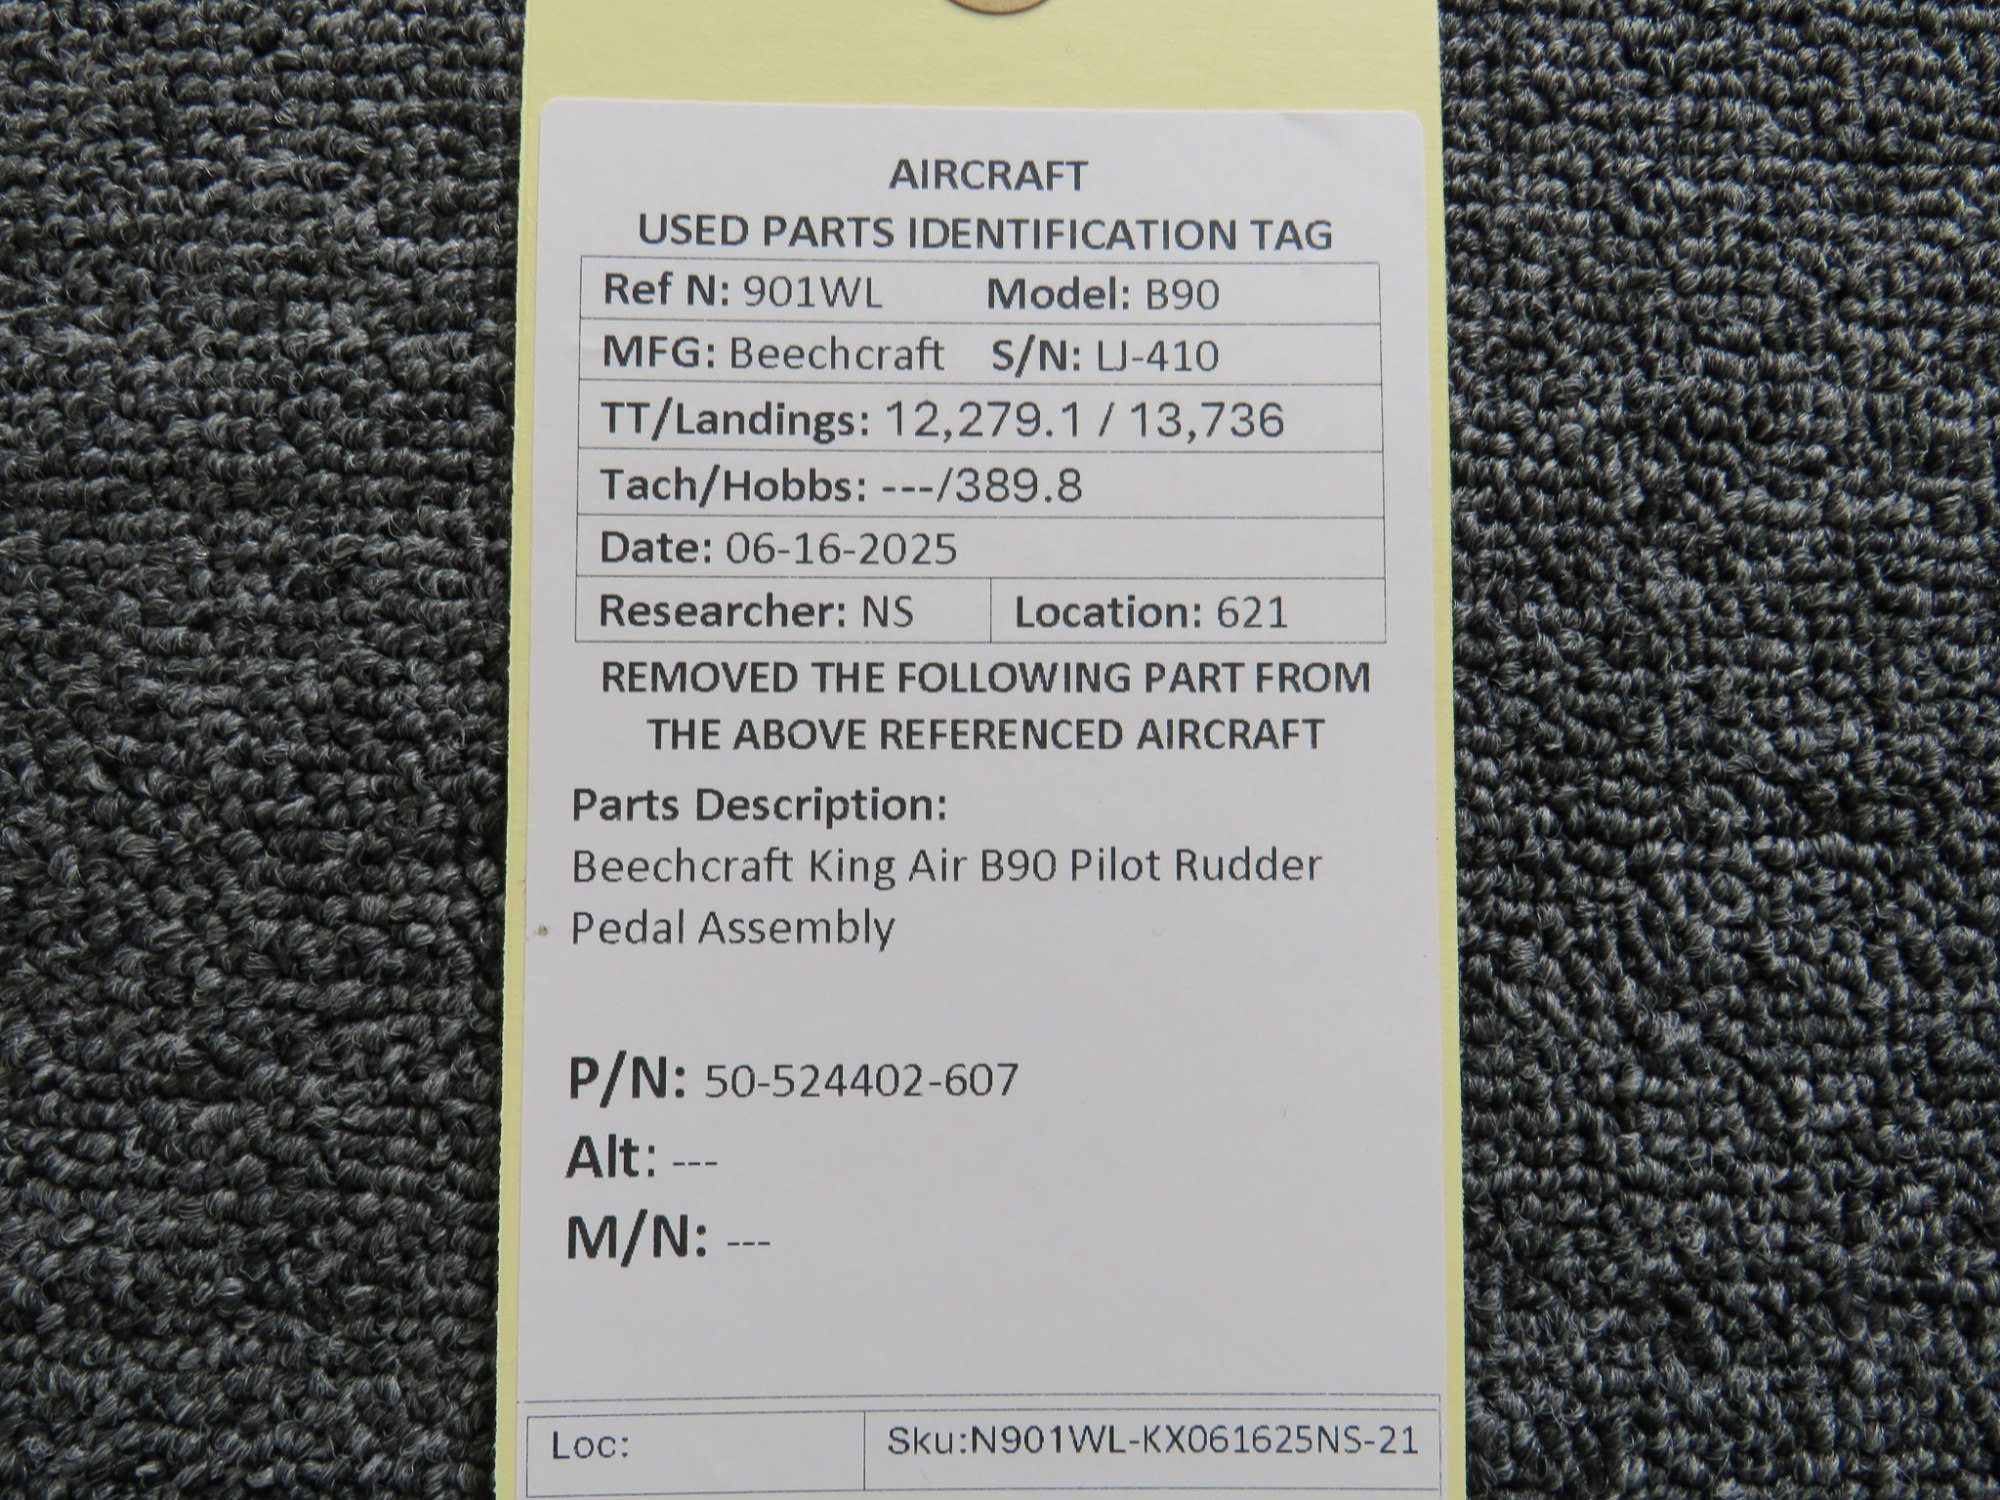 AIRCRAFT
USED PARTS IDENTIFICATION TAG
Ref N: 901WL Model: B90
MFG: Beechcraft S/N: LJ-410
TT/Landings: 12,279.1 / 13,736
Tach/Hobbs: ---/389.8
Date: 06-16-2025
Researcher: NS Location: 621
REMOVED THE FOLLOWING PART FROM
THE ABOVE REFERENCED AIRCRAFT
Parts Description:
Beechcraft King Air B90 Pilot Rudder
Pedal Assembly
P/N: 50-524402-607
Alt: ---
M/N: ---
Loc: Sku:N901WL-KX061625NS-21